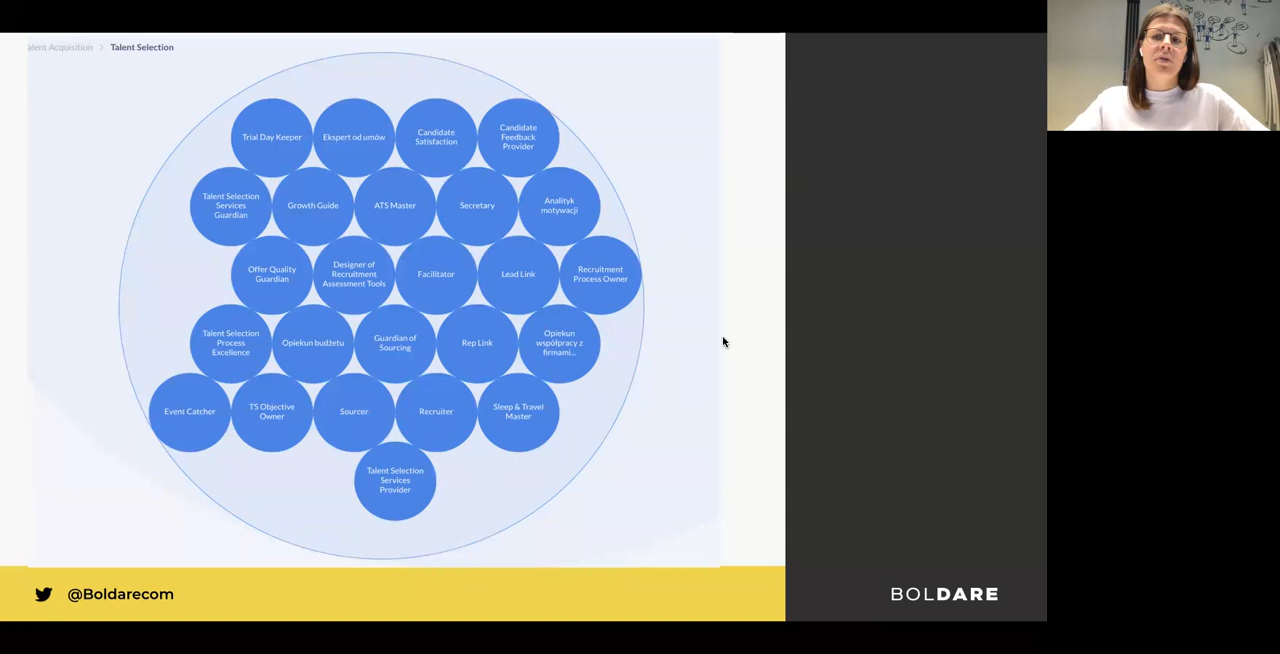 alent Acquisition > Talent Selection
Trial Day Keeper
Ekspert od umów
Candidate
Satisfaction
Candidate
Feedback
Provider
Talent Selection
Services
Guardian
Growth Guide
ATS Master
Secretary
Analityk
motywacji
Offer Quality
Guardian
Designer of
Recruitment
Assessment Tools
Facilitator
Lead Link
Recruitment
Process Owner
Talent Selection
Process
Excellence
Opiekun budżetu
Guardian of
Sourcing
Rep Link
Opiekun
współpracy z
firmami...
Event Catcher
TS Objective
Owner
Sourcer
Recruiter
Sleep & Travel
Master
Talent Selection
Services
Provider
@Boldarecom
BOLDARE